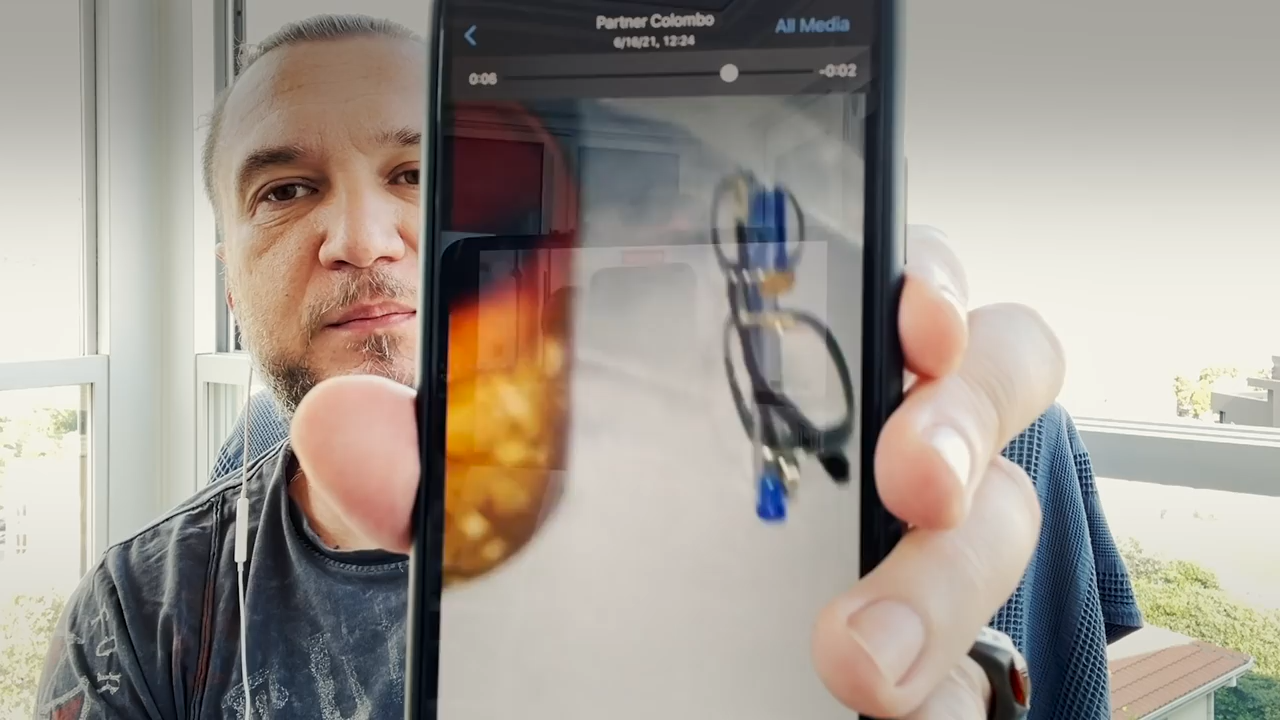 Partner Colombo
All Media
6/16/21, 12:24
0:06
-0:02